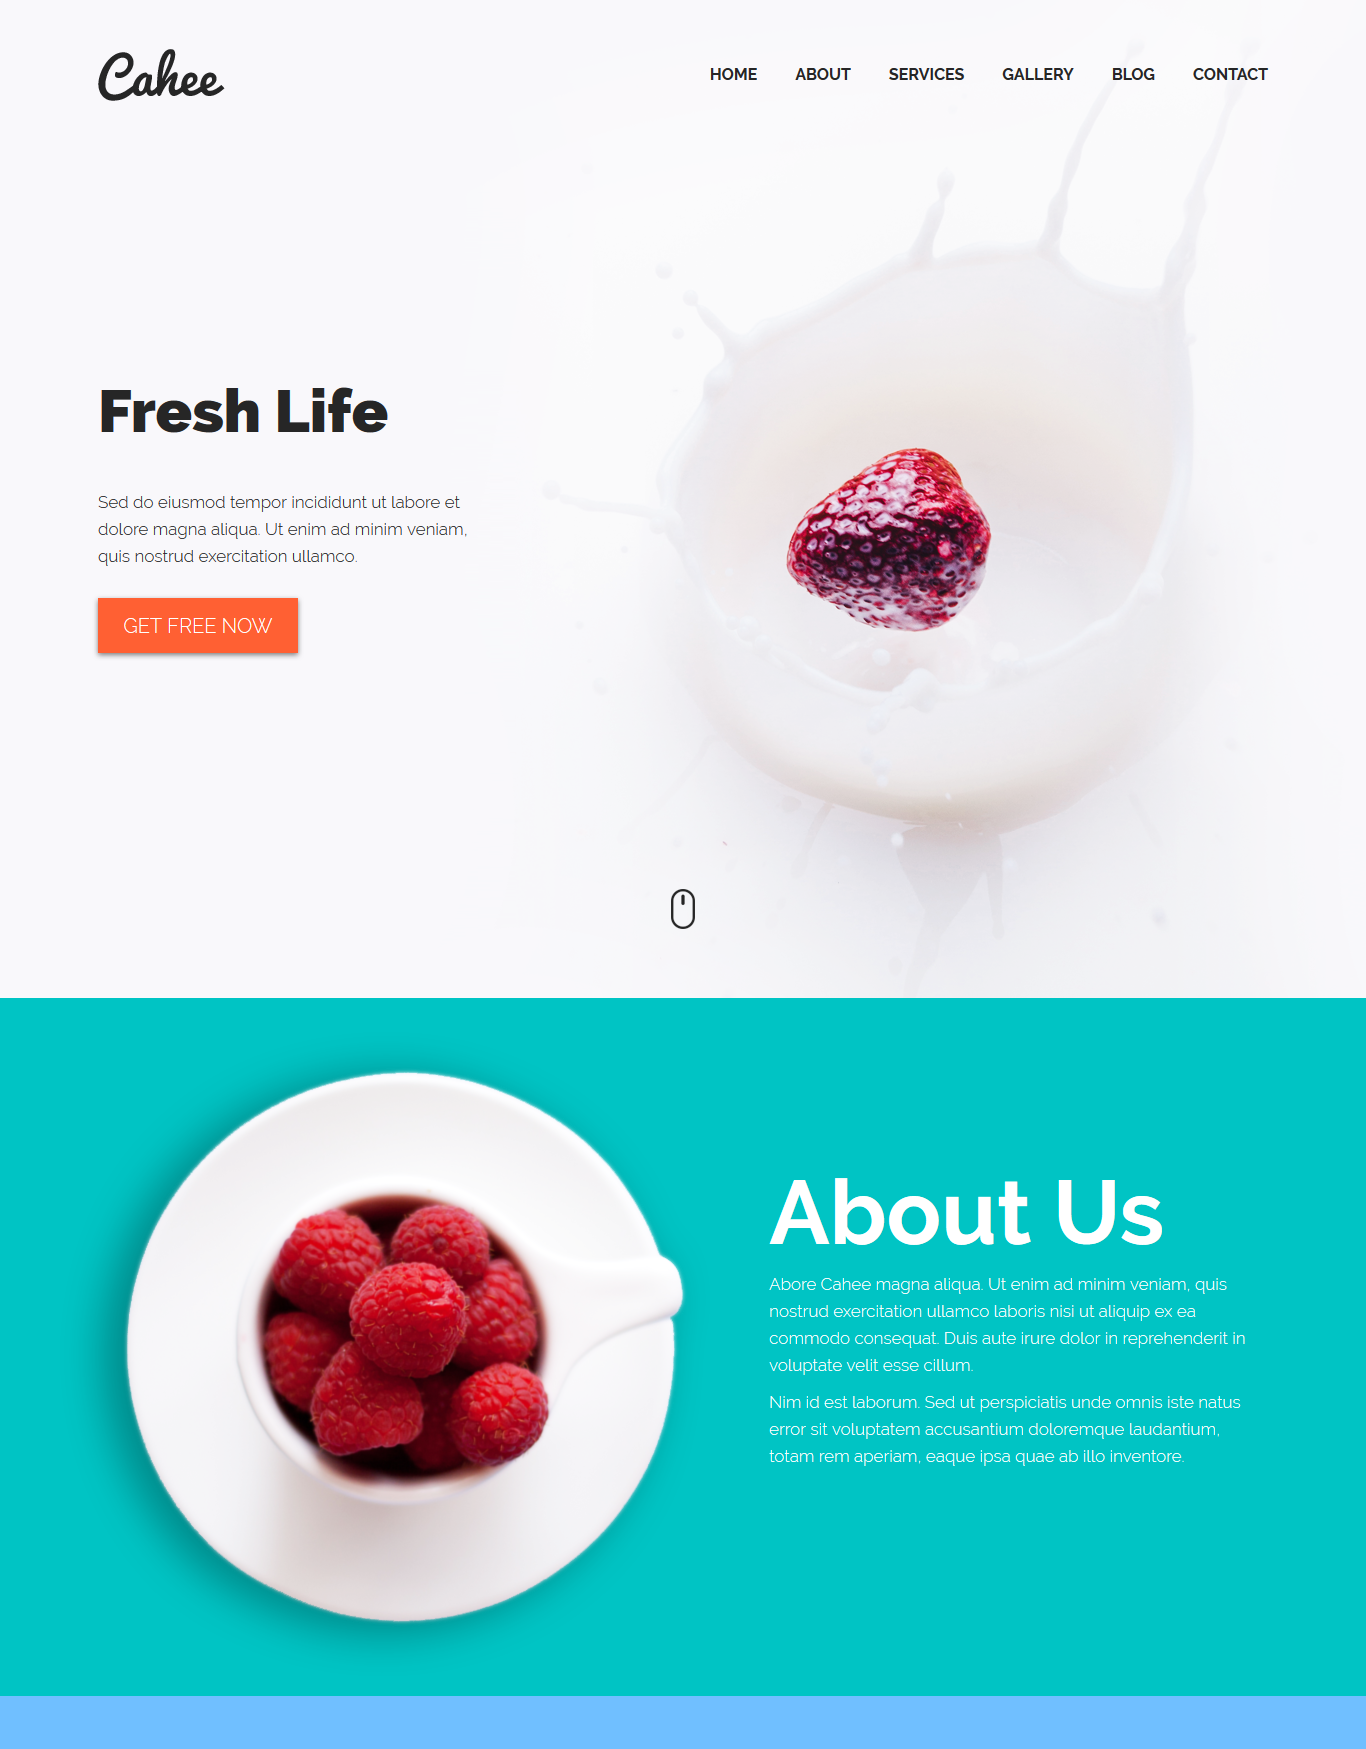 Cahee
HOME ABOUT SERVICES GALLERY BLOG CONTACT
Fresh Life
Sed do eiusmod tempor incididunt ut labore et
dolore magna aliqua. Ut enim ad minim veniam,
quis nostrud exercitation ullamco.
GET FREE NOW
About Us
Abore Cahee magna aliqua. Ut enim ad minim veniam, quis
nostrud exercitation ullamco laboris nisi ut aliquip ex ea
commodo consequat. Duis aute irure dolor in reprehenderit in
voluptate velit esse cillum.
Nim id est laborum. Sed ut perspiciatis unde omnis iste natus
error sit voluptatem accusantium doloremque laudantium,
totam rem aperiam, eaque ipsa quae ab illo inventore.